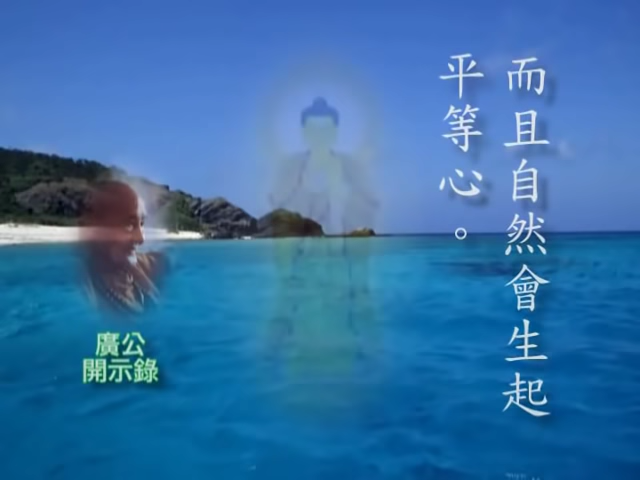 而且自然會生起
平等心。
廣公
開示錄